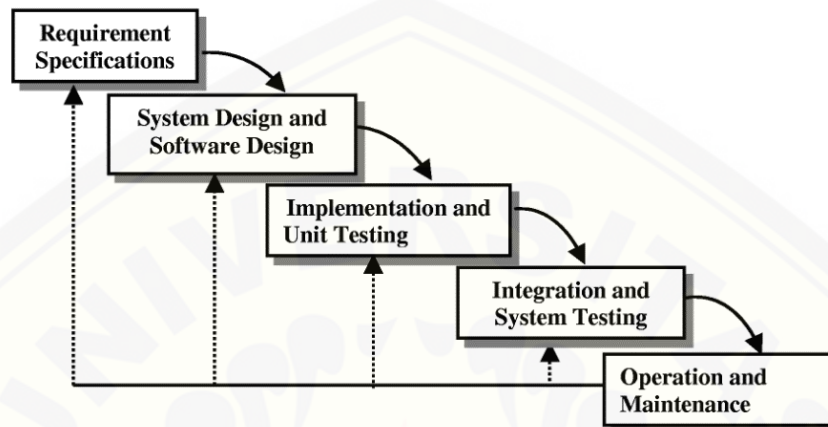 Requirement
Specifications
System Design and
Software Design
Implementation and
Unit Testing
Integration and
System Testing
Operation and
Maintenance